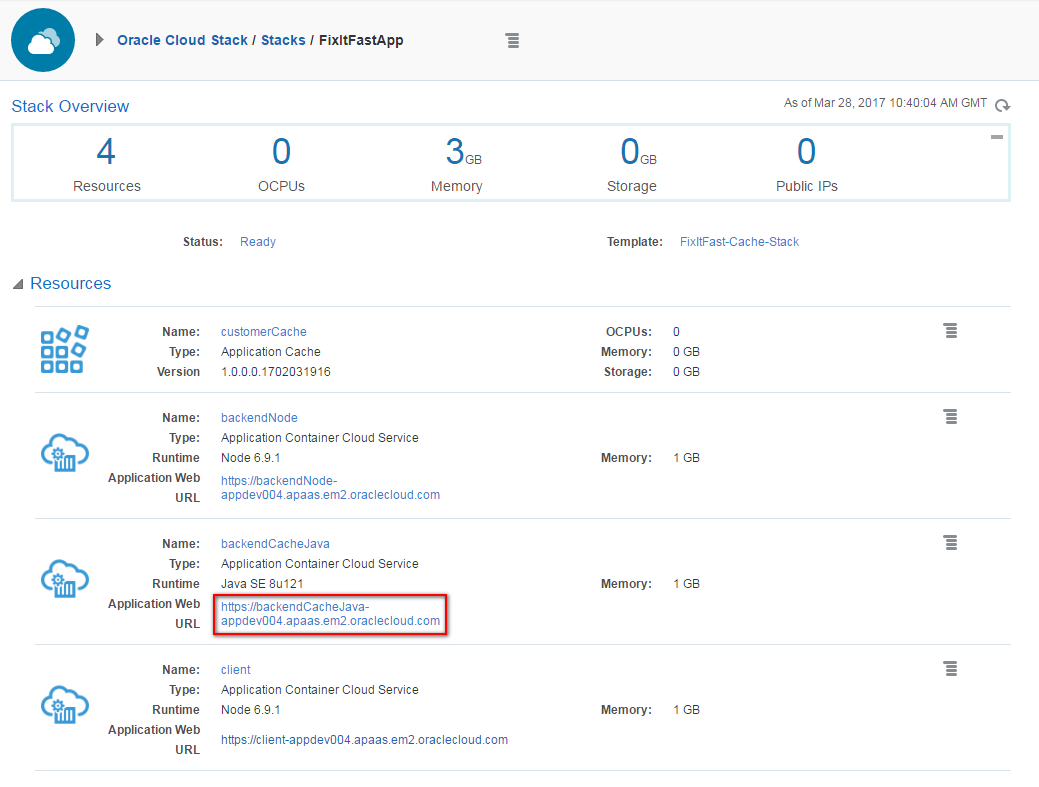 Oracle Cloud Stack / Stacks / FixItFastApp
Stack Overview
As of Mar 28, 2017 10:40:04 AM GMT
4 0 3GB 0GB 0
Resources OCPUs Memory Storage Public IPs
Status: Ready Template: FixItFast-Cache-Stack
Resources
Name: customerCache OCPUs: 0
Type: Application Cache Memory: 0 GB
Version 1.0.0.0.1702031916 Storage: 0 GB
Name: backendNode
Type: Application Container Cloud Service
Runtime Node 6.9.1 Memory: 1 GB
Application Web https://backendNode-
URL appdev004.apaas.em2.oraclecloud.com
Name: backendCacheJava
Type: Application Container Cloud Service
Runtime Java SE 8u121 Memory: 1 GB
Application Web https://backendCacheJava-
URL appdev004.apaas.em2.oraclecloud.com
Name: client
Type: Application Container Cloud Service
Runtime Node 6.9.1 Memory: 1 GB
Application Web
URL https://client-appdev004.apaas.em2.oraclecloud.com